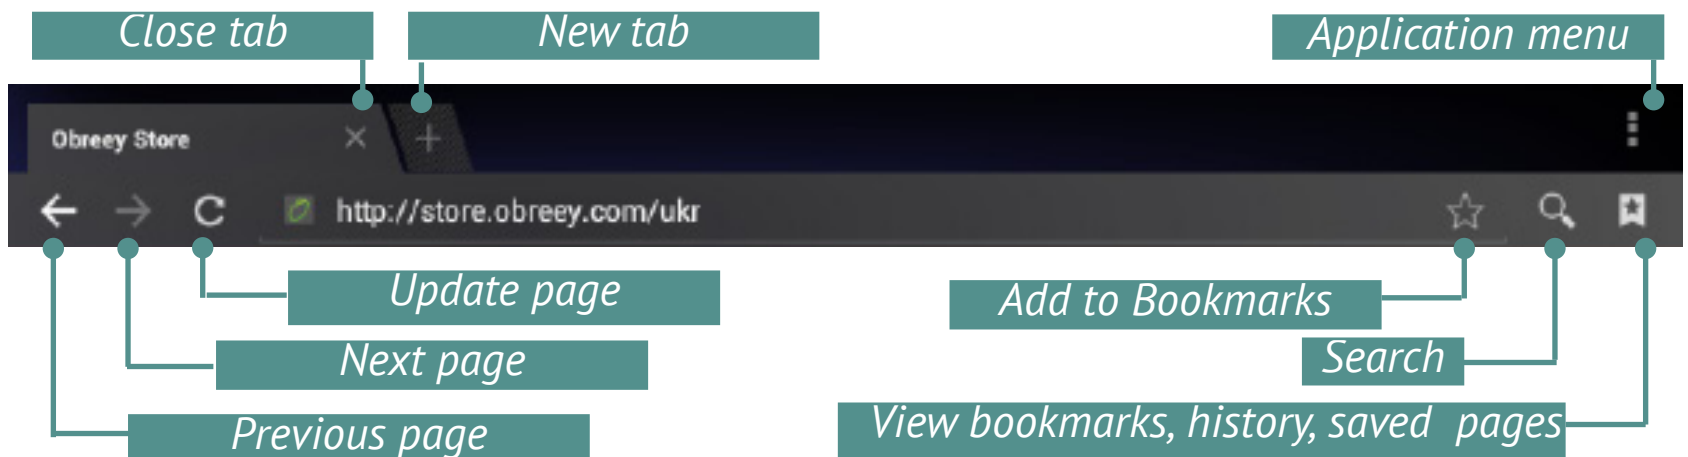 Close tab
New tab
Application menu
Obreey Store
http://store.obreey.com/ukr
Update page
Add to Bookmarks
Next page
Search
Previous page
View bookmarks, history, saved pages